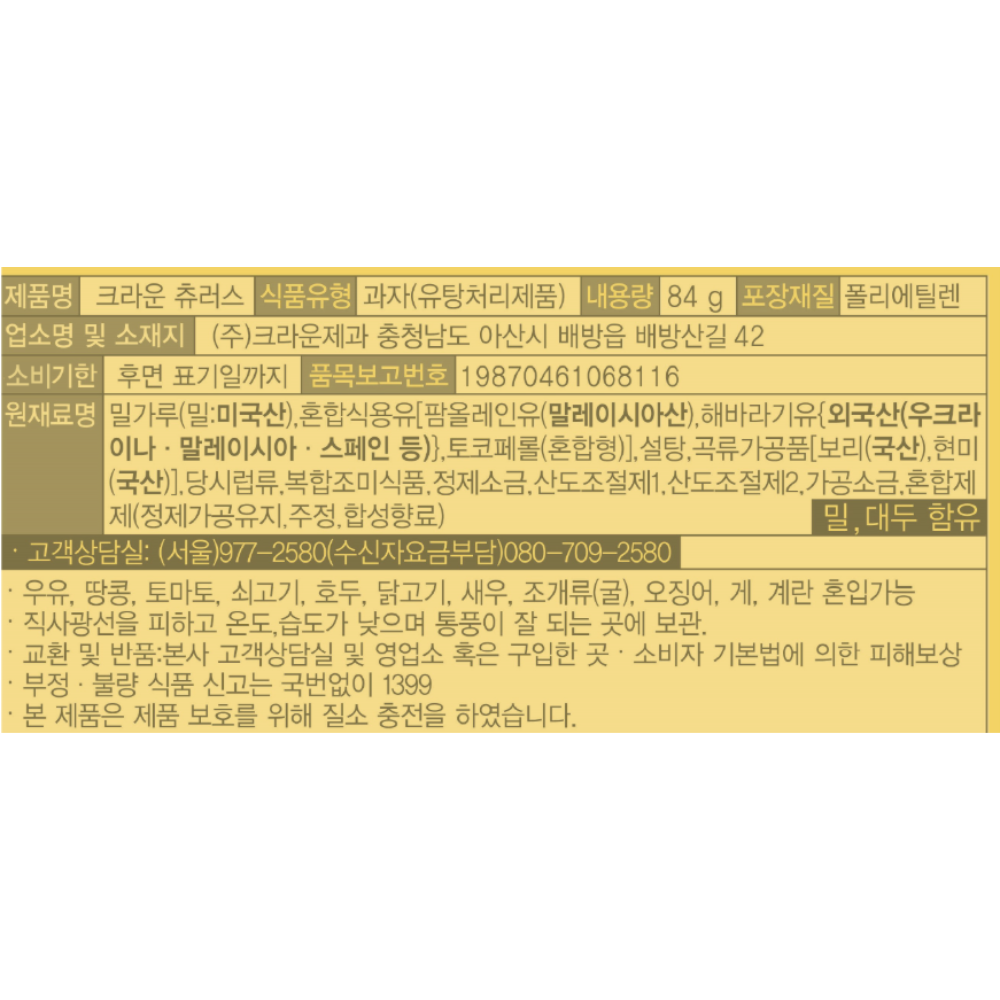 제품명 크라운 츄러스 식품유형 과자(유탕처리제품) 내용량 84 g 포장재질 폴리에틸렌
업소명 및 소재지 (주)크라운제과 충청남도 아산시 배방읍 배방산길 42
소비기한 후면 표기일까지 품목보고번호 19870461068116
원재료명 밀가루(밀:미국산),혼합식용유[팜올레인유(말레이시아산),해바라기유{외국산(우크라
이나 · 말레이시아 · 스페인 등)},토코페롤(혼합형)],설탕,곡류가공품[보리(국산),현미
(국산)],당시럽류,복합조미식품,정제소금,산도조절제1,산도조절제2,가공소금,혼합제
제(정제가공유지,주정,합성향료) 밀, 대두 함유
· 고객상담실: (서울)977-2580(수신자요금부담)080-709-2580
· 우유, 땅콩, 토마토, 쇠고기, 호두, 닭고기, 새우, 조개류(굴), 오징어, 게, 계란 혼입가능
· 직사광선을 피하고 온도,습도가 낮으며 통풍이 잘 되는 곳에 보관.
· 교환 및 반품:본사 고객상담실 및 영업소 혹은 구입한 곳 · 소비자 기본법에 의한 피해보상
· 부정 · 불량 식품 신고는 국번없이 1399
· 본 제품은 제품 보호를 위해 질소 충전을 하였습니다.